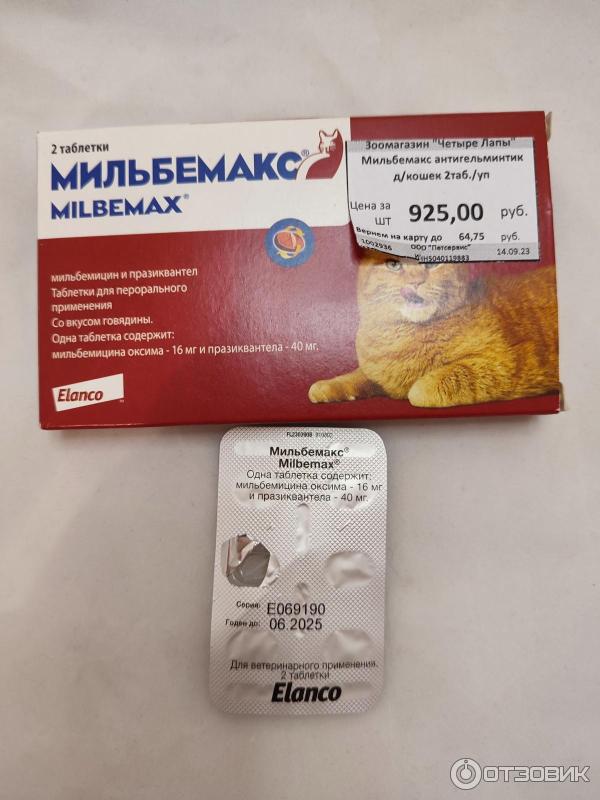 2 таблетки
МИЛЬБЕМАКС®
MILBEMAX®
мильбемицин и празиквантел
Таблетки для перорального
применения
Со вкусом говядины.
Одна таблетка содержит:
мильбемицина оксима - 16 мг и празиквантела - 40 мг.
Elanco
Зоомагазин "Четыре Лапы"
Мильбемакс антигельминтик
д/кошек 2таб./уп
Цена за
шт 925,00 руб.
Вернем на карту до 64,75 руб.
1002936 ООО "Петсервис" 14.09.23
Мильбемакс®
Milbemax®
Одна таблетка содержит:
мильбемицина оксима - 16 мг
и празиквантела - 40 мг.
Серия: E069190
Годен до: 06.2025
Для ветеринарного применения.
2 таблетки
Elanco
ОТЗОВИК